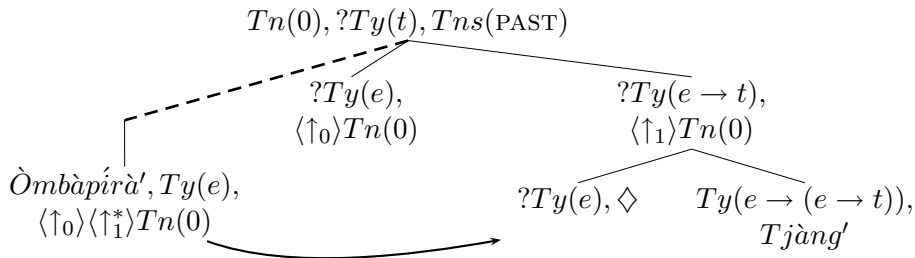 Tn(0), ?Ty(t), Tns(PAST)
?Ty(e),
⟨↑₀⟩Tn(0)
?Ty(e → t),
⟨↑₁⟩Tn(0)
Òmbàpírà′, Ty(e),
⟨↑₀⟩⟨↑₁*⟩Tn(0)
?Ty(e), ♢
Ty(e → (e → t)),
Tjàng′